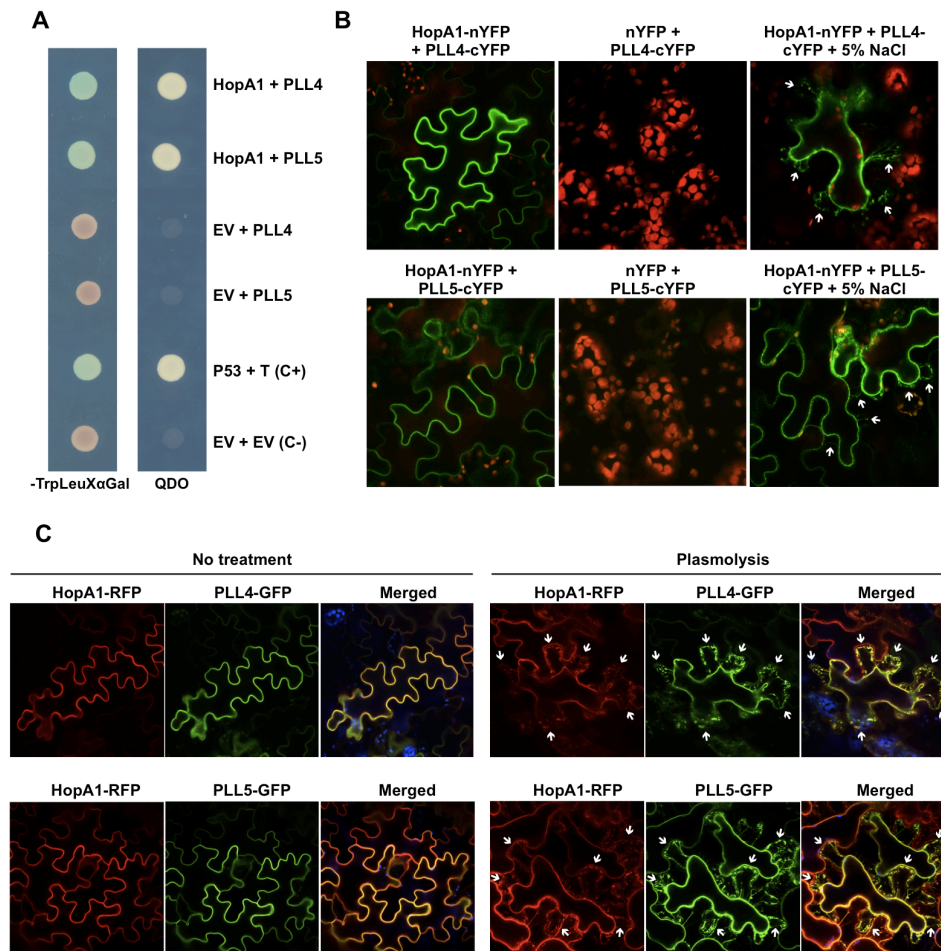 A
HopA1 + PLL4
HopA1 + PLL5
EV + PLL4
EV + PLL5
P53 + T (C+)
EV + EV (C-)
-TrpLeuXαGal
QDO
B
HopA1-nYFP
+ PLL4-cYFP
nYFP +
PLL4-cYFP
HopA1-nYFP + PLL4-
cYFP + 5% NaCl
HopA1-nYFP +
PLL5-cYFP
nYFP +
PLL5-cYFP
HopA1-nYFP + PLL5-
cYFP + 5% NaCl
C
No treatment
HopA1-RFP
PLL4-GFP
Merged
Plasmolysis
HopA1-RFP
PLL4-GFP
Merged
HopA1-RFP
PLL5-GFP
Merged
HopA1-RFP
PLL5-GFP
Merged